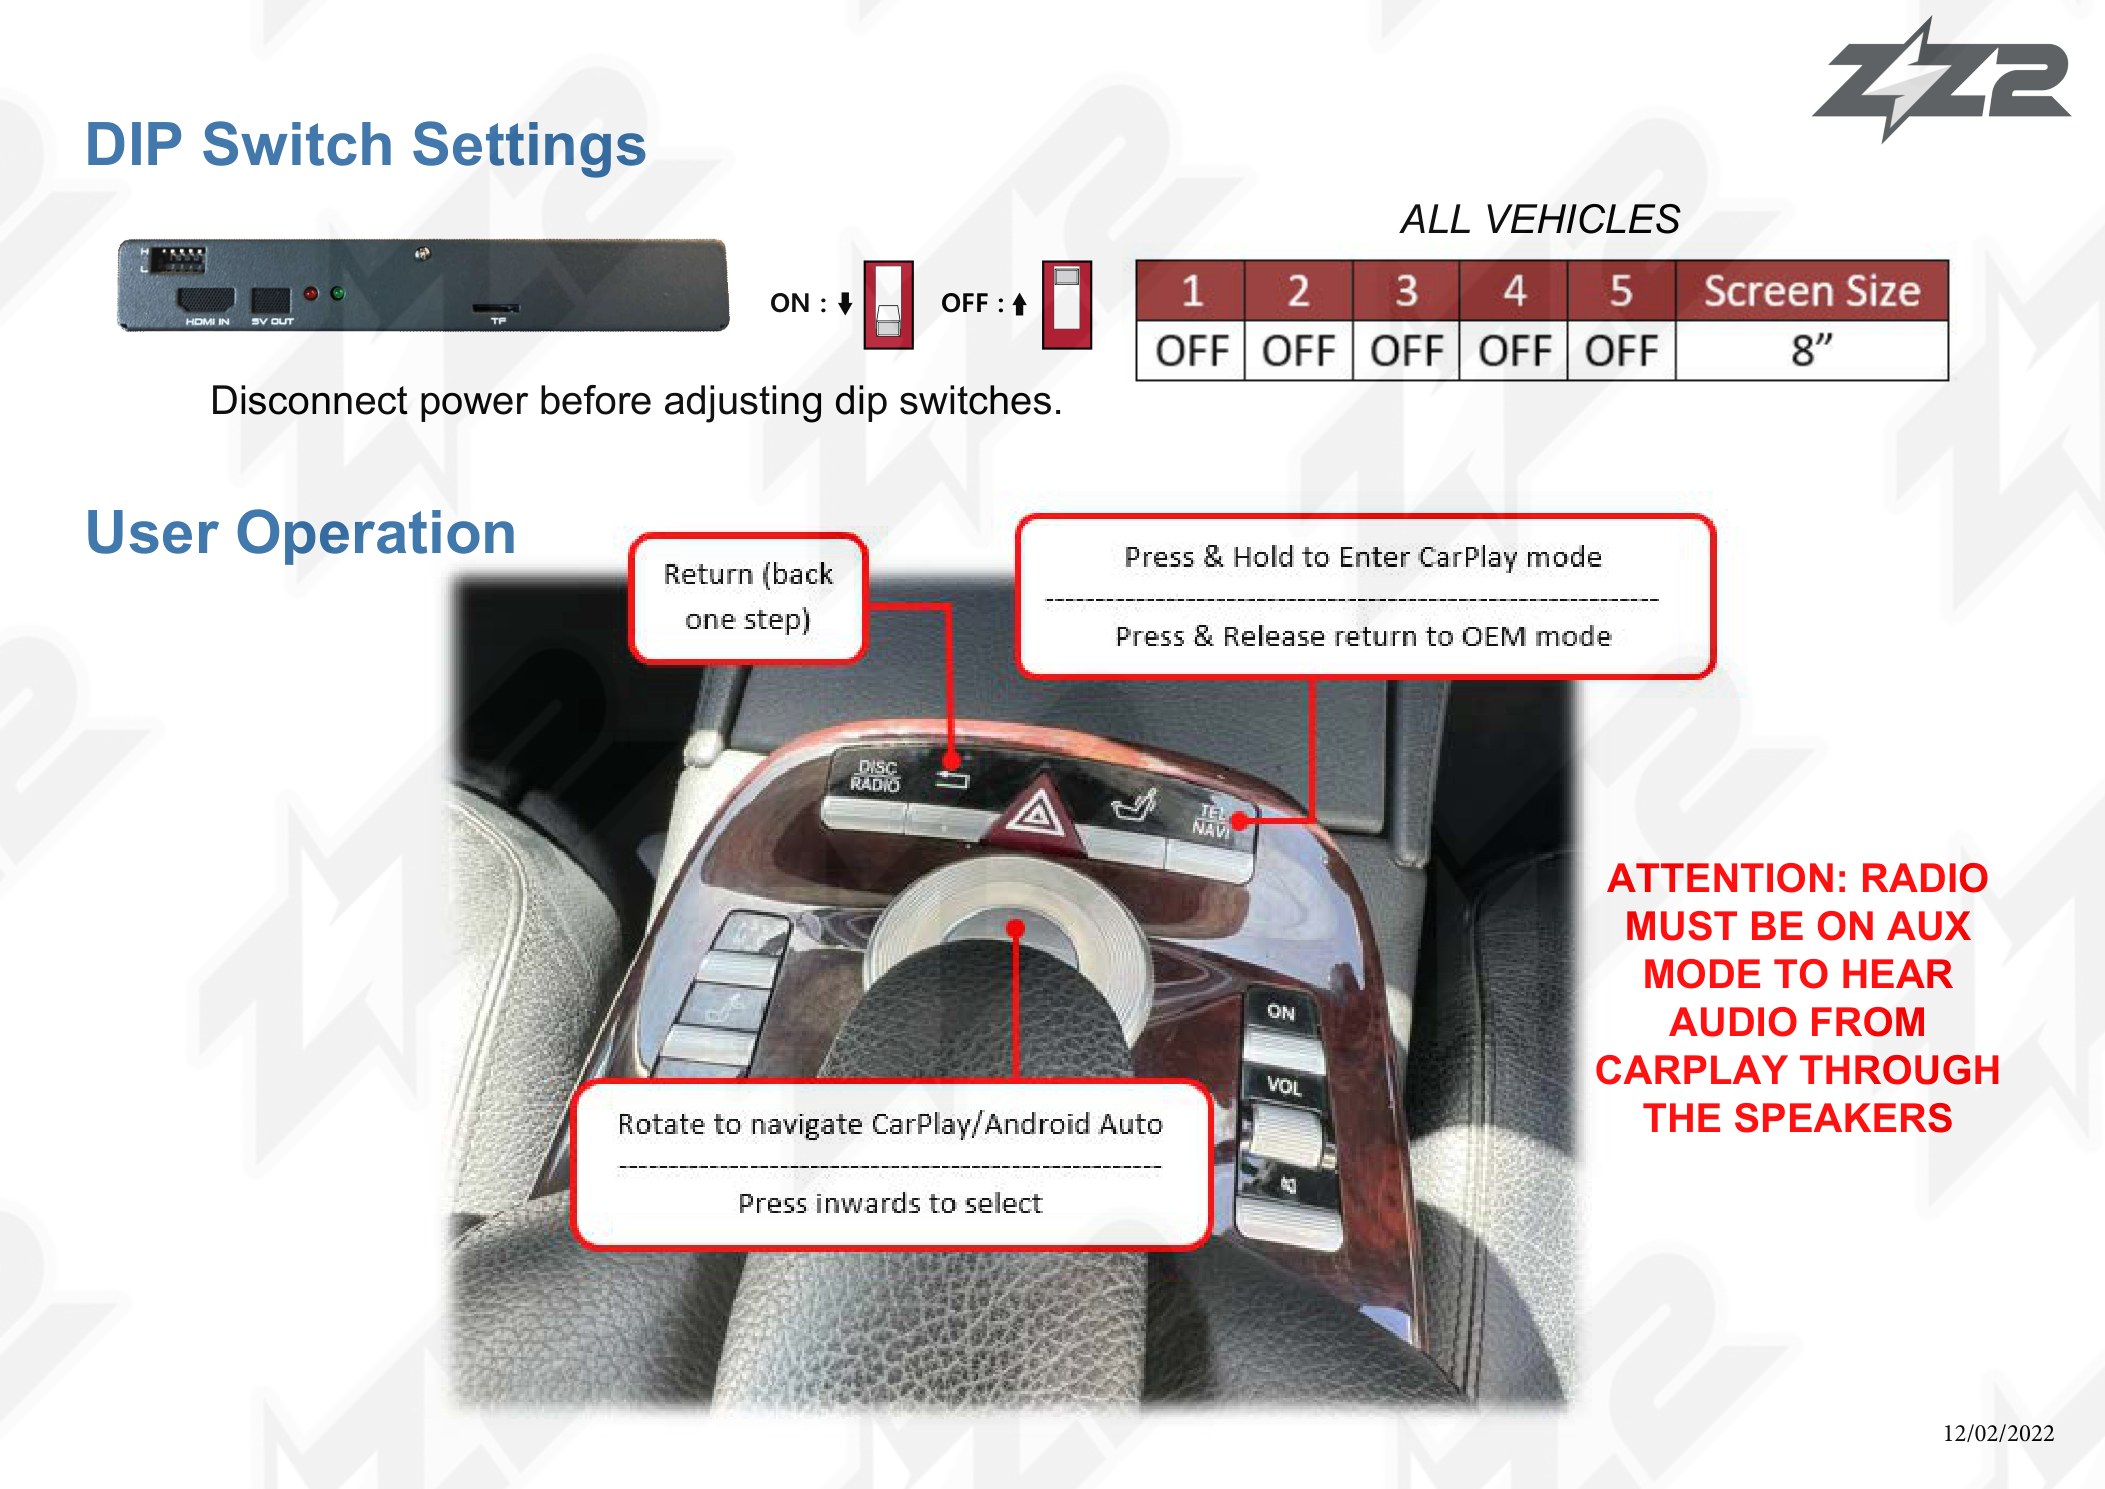 ZZ2
DIP Switch Settings
ALL VEHICLES
H
L
HDMI IN
5V OUT
TF
ON :
OFF :
1 2 3 4 5 Screen Size
OFF OFF OFF OFF OFF 8”
Disconnect power before adjusting dip switches.
User Operation
Return (back
one step)
Press & Hold to Enter CarPlay mode
Press & Release return to OEM mode
DISC
RADIO
TEL
NAVI
ON
VOL
Rotate to navigate CarPlay/Android Auto
Press inwards to select
ATTENTION: RADIO
MUST BE ON AUX
MODE TO HEAR
AUDIO FROM
CARPLAY THROUGH
THE SPEAKERS
12/02/2022